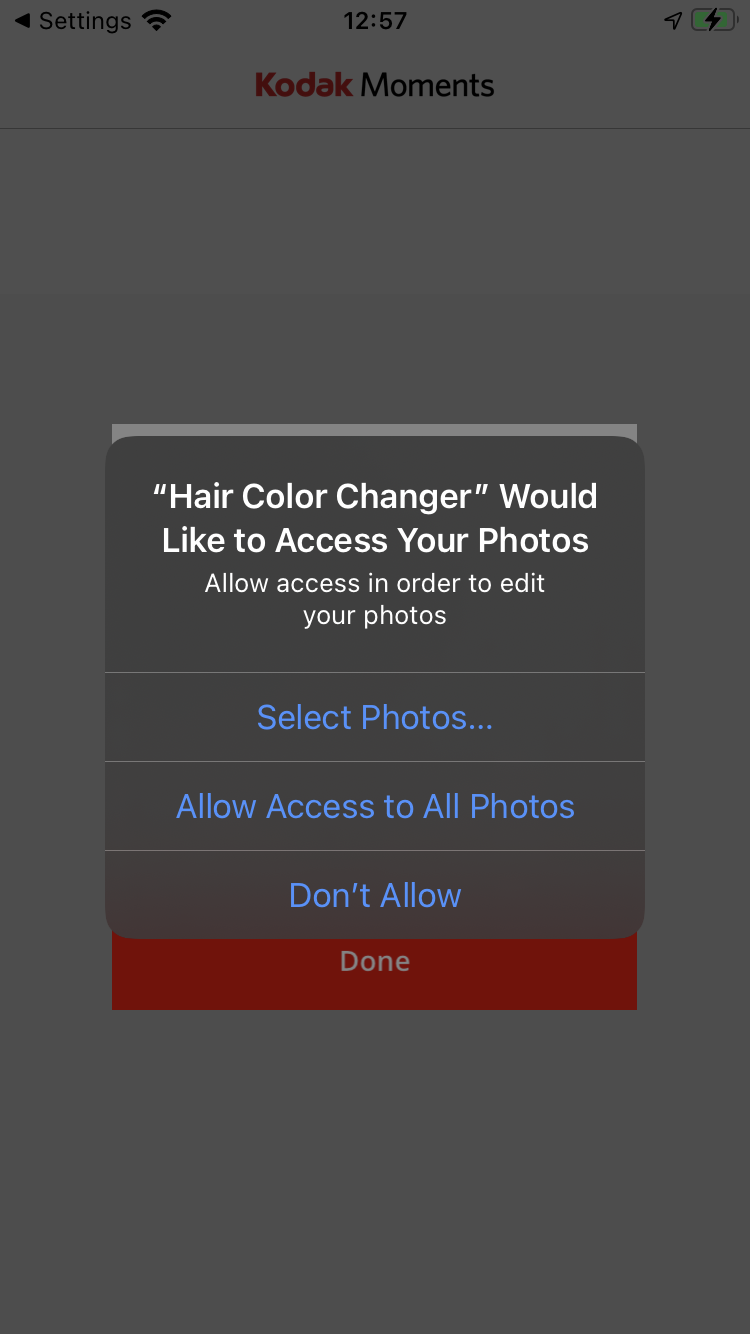 Settings
12:57
Kodak Moments
“Hair Color Changer” Would
Like to Access Your Photos
Allow access in order to edit
your photos
Select Photos...
Allow Access to All Photos
Don’t Allow
Done